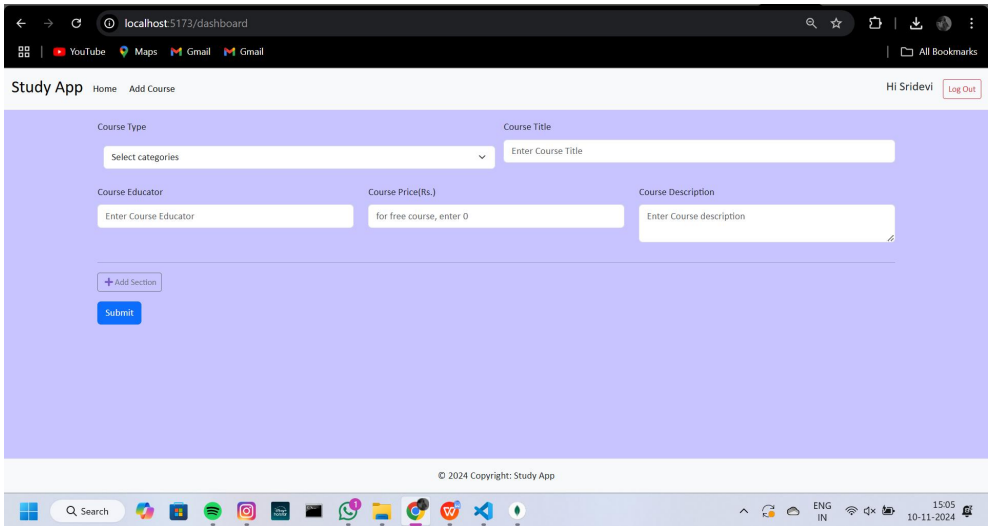 localhost:5173/dashboard
YouTube Maps Gmail Gmail All Bookmarks
Study App Home Add Course Hi Sridevi Log Out
Course Type Course Title
Select categories Enter Course Title
Course Educator Course Price(Rs.) Course Description
Enter Course Educator for free course, enter 0 Enter Course description
Add Section
Submit
© 2024 Copyright: Study App
Search 1 ENG 15:05
IN 10-11-2024